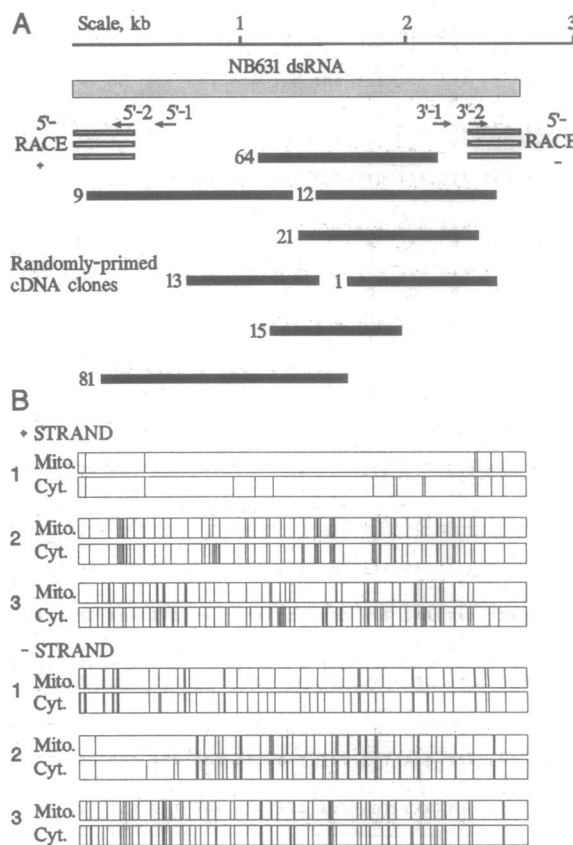 A
Scale, kb 1 2 3
NB631 dsRNA
5'-2 5'-1 3'-1 3'-2
5'-
RACE
+
5'-
RACE
-
64
9 12
21
Randomly-primed
cDNA clones
13 1
15
81
B
+ STRAND
1 Mito.
Cyt.
2 Mito.
Cyt.
3 Mito.
Cyt.
- STRAND
1 Mito.
Cyt.
2 Mito.
Cyt.
3 Mito.
Cyt.